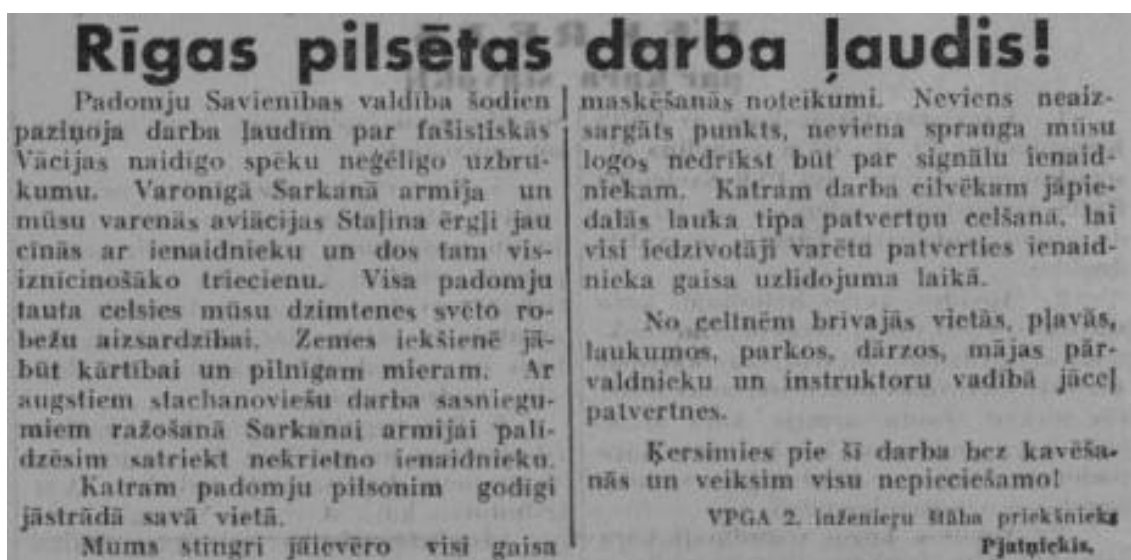 Rīgas pilsētas darba ļaudis!
Padomju Savienības valdība šodien
paziņoja darba ļaudīm par fašistiskās
Vācijas naidīgo spēku neģēlīgo uzbru-
kumu. Varonīgā Sarkanā armija un
mūsu varenās aviācijas Staļina ērgļi jau
cīnās ar ienaidnieku un dos tam vis-
iznīcinošāko triecienu. Visa padomju
tauta celsies mūsu dzimtenes svēto ro-
bežu aizsardzībai. Zemes iekšienē jā-
būt kārtībai un pilnīgam mieram. Ar
augstiem stachanoviešu darba sasniegu-
miem ražošanā Sarkanai armijai palī-
dzēsim satriekt nekrietno ienaidnieku.
Katram padomju pilsonim godīgi
jāstrādā savā vietā.
Mums stingri jāievēro visi gaisa
maskēšanās noteikumi. Neviens neaiz-
sargāts punkts, neviena sprauga mūsu
logos nedrīkst būt par signālu ienaid-
niekam. Katram darba cilvēkam jāpie-
dalās lauka tipa patvertņu celšanā, lai
visi iedzīvotāji varētu patverties ienaid-
nieka gaisa uzlidojuma laikā.
No celtnēm brīvajās vietās, pļavās,
laukumos, parkos, dārzos, mājas pār-
valdnieku un instruktoru vadībā jāceļ
patvertnes.
Ķersimies pie šī darba bez kavēša-
nās un veiksim visu nepieciešamo!
VPGA 2. inženieŗu štāba priekšnieks
Pjatņickis.